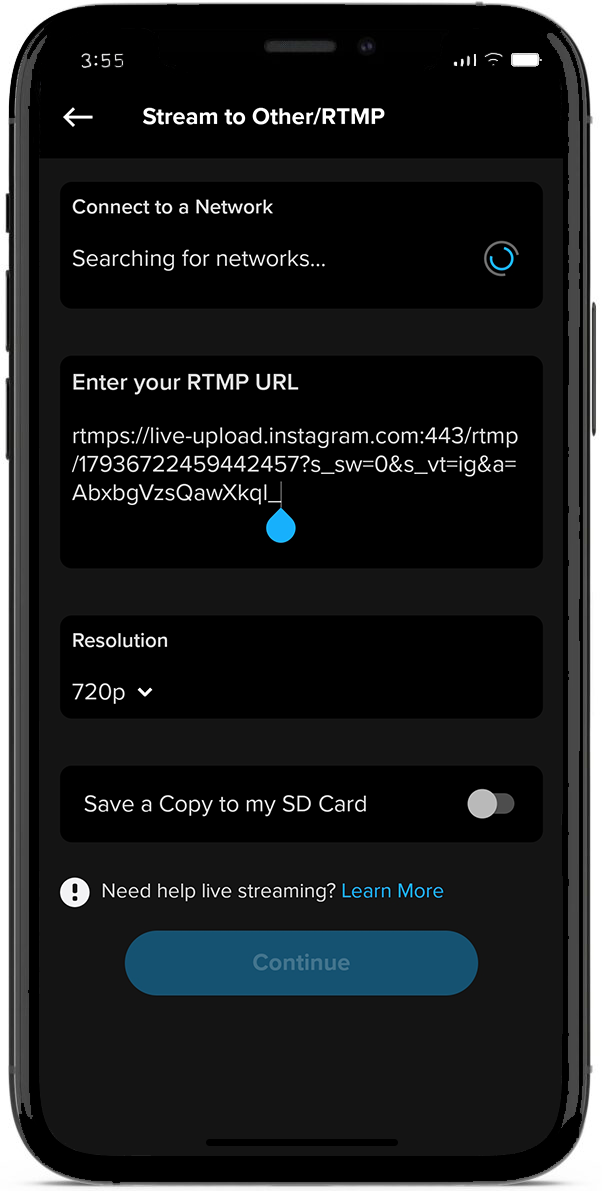 3:55
Stream to Other/RTMP
Connect to a Network
Searching for networks...
Enter your RTMP URL
rtmps://live-upload.instagram.com:443/rtmp
/17936722459442457?s_sw=0&s_vt=ig&a=
AbxbgVzsQawXkqI_
Resolution
720p
Save a Copy to my SD Card
Need help live streaming? Learn More
Continue